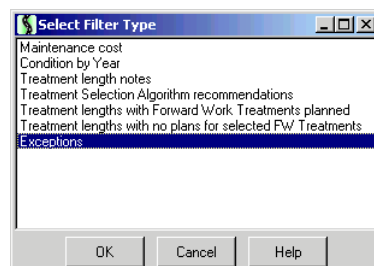 Select Filter Type
Maintenance cost
Condition by Year
Treatment length notes
Treatment Selection Algorithm recommendations
Treatment lengths with Forward Work Treatments planned
Treatment lengths with no plans for selected FW Treatments
Exceptions
OK Cancel Help